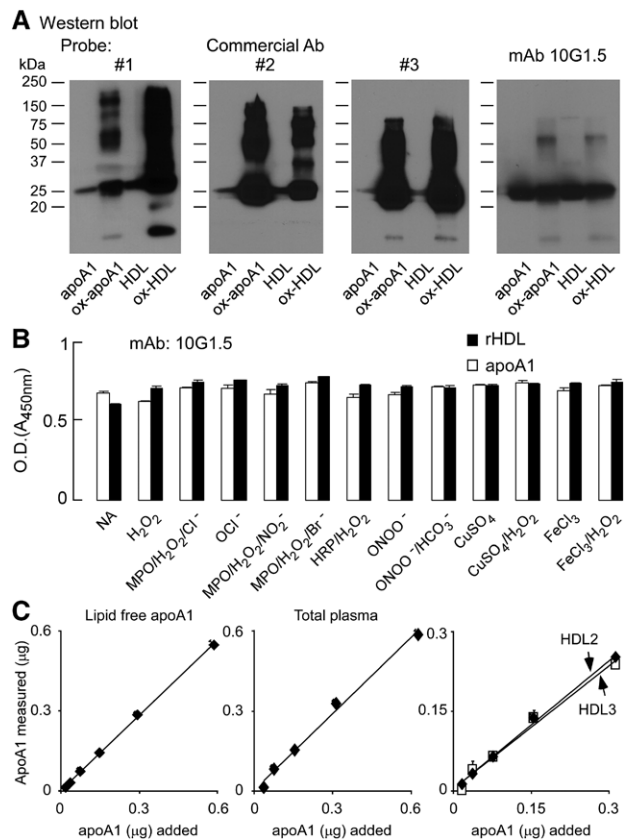 A Western blot
Probe: Commercial Ab
kDa #1 #2 #3 mAb 10G1.5
250
150
75
50
37
25
20
apoA1 ox-apoA1 HDL ox-HDL apoA1 ox-apoA1 HDL ox-HDL apoA1 ox-apoA1 HDL ox-HDL apoA1 ox-apoA1 HDL ox-HDL
B mAb: 10G1.5
rHDL
apoA1
O.D.(A450nm)
1
0.5
0
NA H2O2 MPO/H2O2/Cl− OCl− MPO/H2O2/NO2− MPO/H2O2/Br− HRP/H2O2 ONOO− ONOO−/HCO3− CuSO4 CuSO4/H2O2 FeCl3 FeCl3/H2O2
C Lipid free apoA1 Total plasma
ApoA1 measured (μg)
0.6 0.6 0.3
HDL2
0.3 0.3 0.15
HDL3
0 0 0
0 0.3 0.6 0 0.3 0.6 0 0.15 0.3
apoA1 (μg) added apoA1 (μg) added apoA1 (μg) added